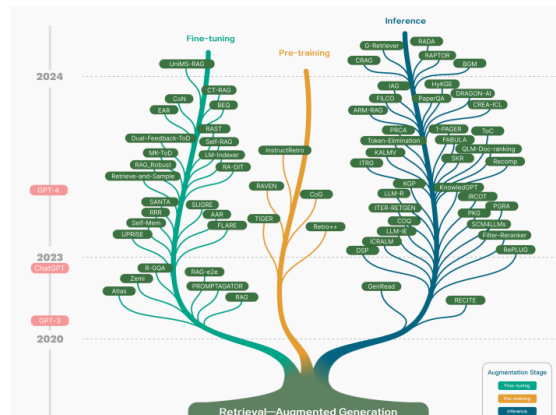 Fine-tuning
Pre-training
Inference
2024
2023
2020
GPT-4
ChatGPT
GPT-3
UniMS-RAG
CT-RAG
CoN
BEQ
EAR
RAST
Dual-Feedback-ToD
Self-RAG
MK-ToD
LM-Indexer
RAG_Robust
RA-DIT
Retrieve-and-Sample
SANTA
SUGRE
RRR
AAR
Self-Mem
FLARE
UPRISE
R-GQA
RAG-e2e
Zemi
PROMPTAGATOR
Atlas
RAG
InstructRetro
RAVEN
CoG
TIGER
Retro++
G-Retriever
RADA
CRAG
RAPTOR
BGM
IAG
HyKGE
FILCO
PaperQA
DRAGON-AI
ARM-RAG
CREA-ICL
PRCA
1-PAGER
ToC
Token-Elimination
FABULA
KALMV
QLM-Doc-ranking
ITRG
SKR
Recomp
KGP
KnowledGPT
LLM-R
IRCOT
ITER-RETGEN
PGRA
PKG
COQ
SCM4LLMs
LLM-IE
Filter-Reranker
ICRALM
DSP
RePLUG
GenRead
RECITE
Retrieval—Augmented Generation
Augmentation Stage
Fine-tuning
Pre-training
Inference